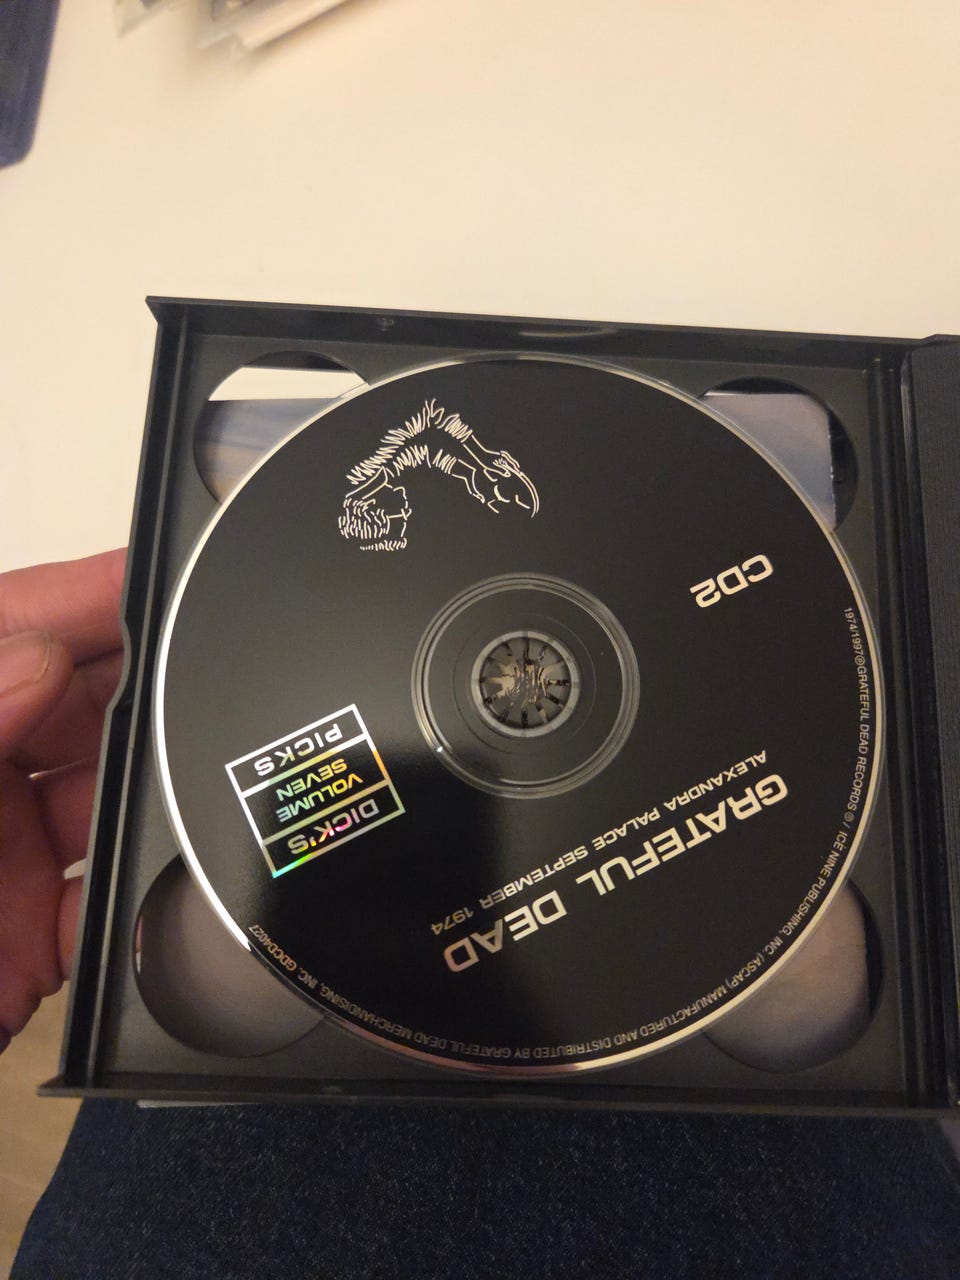 GRATEFUL DEAD
ALEXANDRA PALACE SEPTEMBER 1974
DICK'S
VOLUME
SEVEN
PICKS
CD2
1974/1997©GRATEFUL DEAD RECORDS ℗ / ICE NINE PUBLISHING, INC. (ASCAP) MANUFACTURED AND DISTRIBUTED BY GRATEFUL DEAD MERCHANDISING, INC. GDCD4027